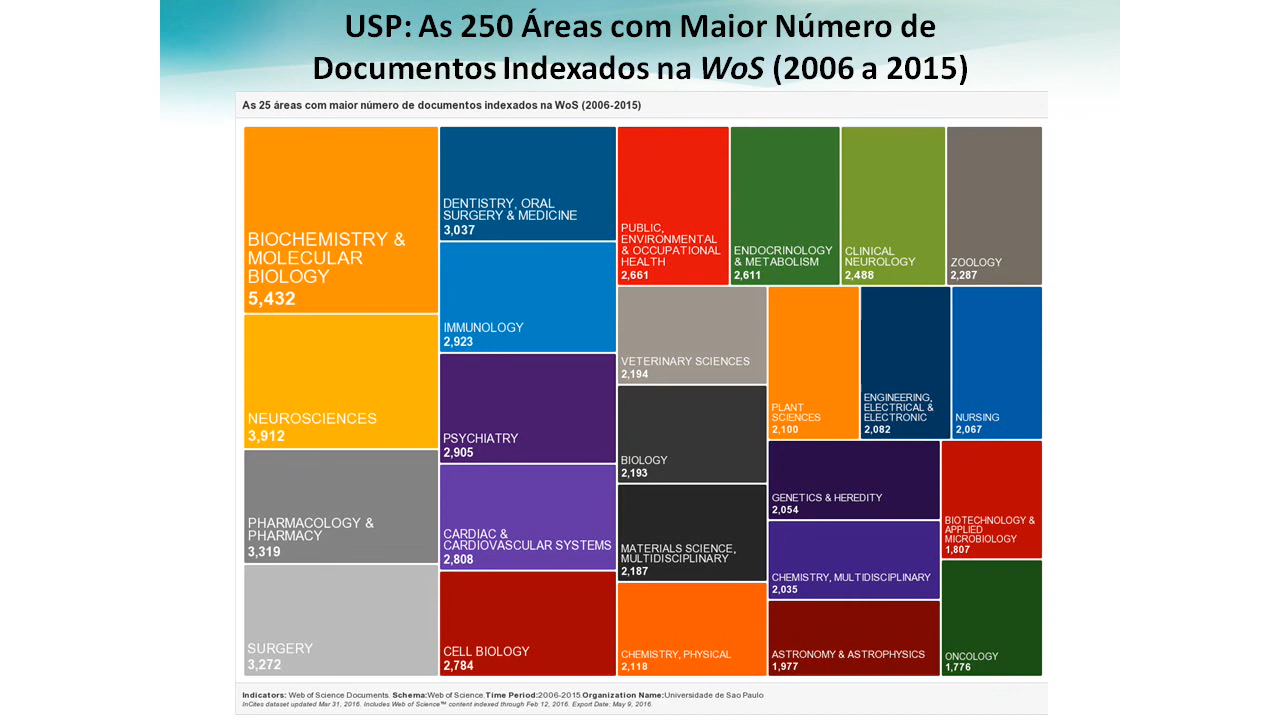 USP: As 250 Áreas com Maior Número de
Documentos Indexados na WoS (2006 a 2015)
As 25 áreas com maior número de documentos indexados na WoS (2006-2015)
BIOCHEMISTRY &
MOLECULAR
BIOLOGY
5,432
NEUROSCIENCES
3,912
PHARMACOLOGY &
PHARMACY
3,319
SURGERY
3,272
DENTISTRY, ORAL
SURGERY & MEDICINE
3,037
IMMUNOLOGY
2,923
PSYCHIATRY
2,905
CARDIAC &
CARDIOVASCULAR SYSTEMS
2,808
CELL BIOLOGY
2,784
PUBLIC,
ENVIRONMENTAL
& OCCUPATIONAL
HEALTH
2,661
ENDOCRINOLOGY
& METABOLISM
2,611
CLINICAL
NEUROLOGY
2,488
ZOOLOGY
2,287
VETERINARY SCIENCES
2,194
BIOLOGY
2,193
MATERIALS SCIENCE,
MULTIDISCIPLINARY
2,187
CHEMISTRY, PHYSICAL
2,118
PLANT
SCIENCES
2,100
ENGINEERING,
ELECTRICAL &
ELECTRONIC
2,082
NURSING
2,067
GENETICS & HEREDITY
2,054
CHEMISTRY, MULTIDISCIPLINARY
2,035
ASTRONOMY & ASTROPHYSICS
1,977
BIOTECHNOLOGY &
APPLIED
MICROBIOLOGY
1,807
ONCOLOGY
1,776
Indicators: Web of Science Documents. Schema:Web of Science.Time Period:2006-2015.Organization Name:Universidade de Sao Paulo
InCites dataset updated Mar 31, 2016. Includes Web of Science™ content indexed through Feb 12, 2016. Export Date: May 9, 2016.